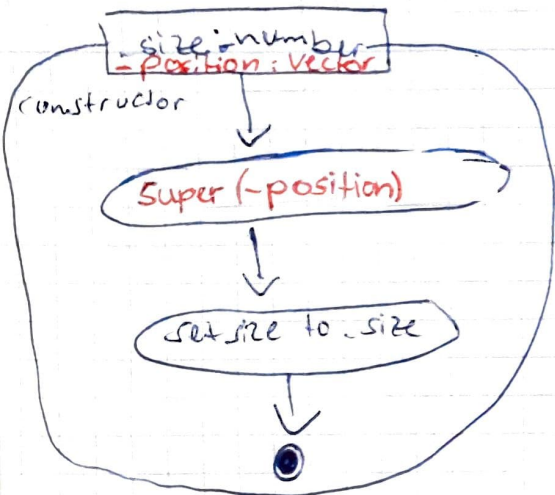 _size:number
_position:Vector
constructor
Super (_position)
set size to _size